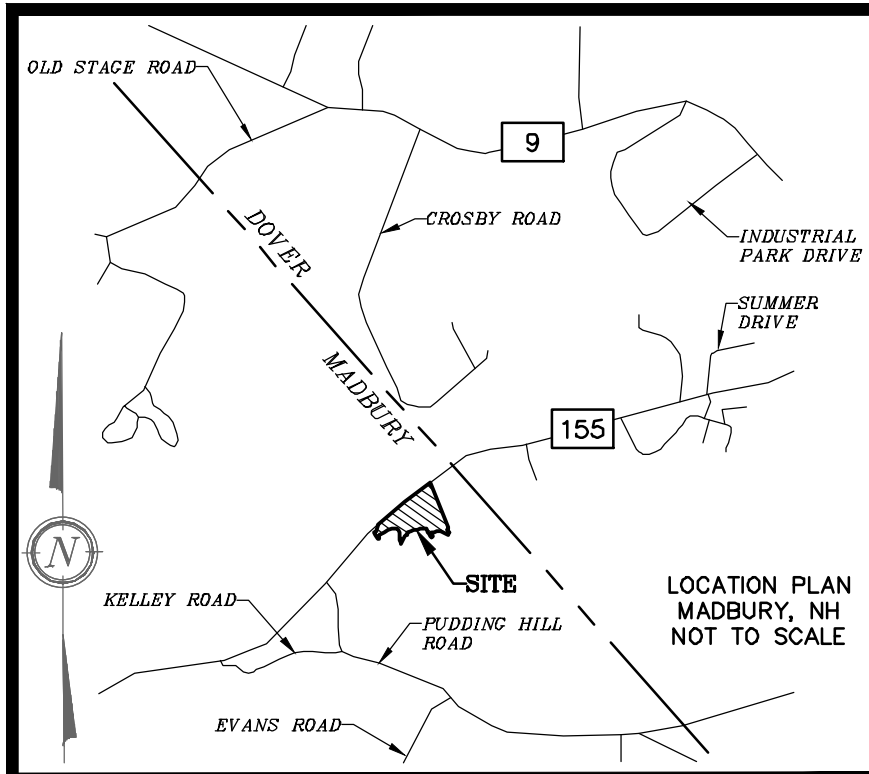 OLD STAGE ROAD
9
DOVER
CROSBY ROAD
INDUSTRIAL
PARK DRIVE
SUMMER
DRIVE
MADBURY
155
N
SITE
KELLEY ROAD
PUDDING HILL
ROAD
LOCATION PLAN
MADBURY, NH
NOT TO SCALE
EVANS ROAD